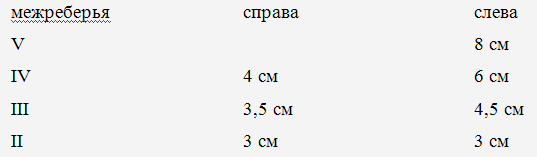 межреберья справа слева
V 8 см
IV 4 см 6 см
III 3,5 см 4,5 см
II 3 см 3 см